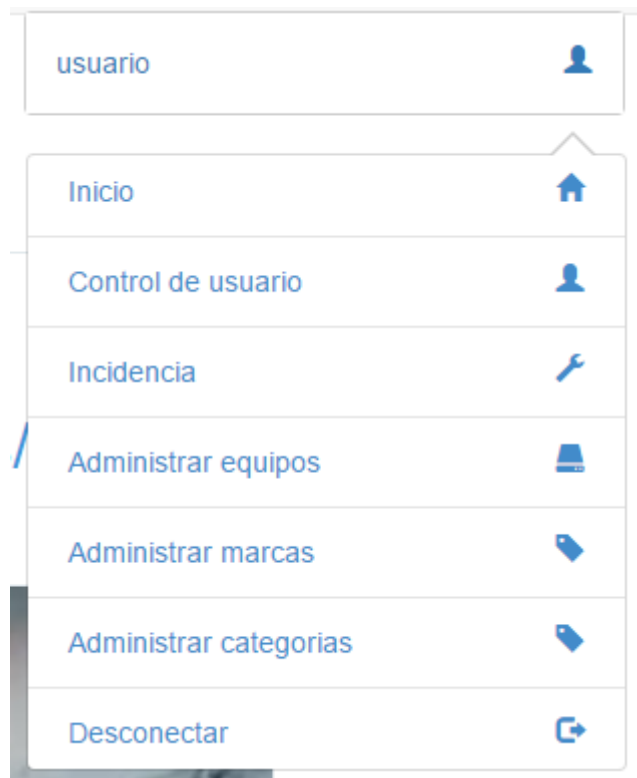 usuario
Inicio
Control de usuario
Incidencia
Administrar equipos
Administrar marcas
Administrar categorias
Desconectar